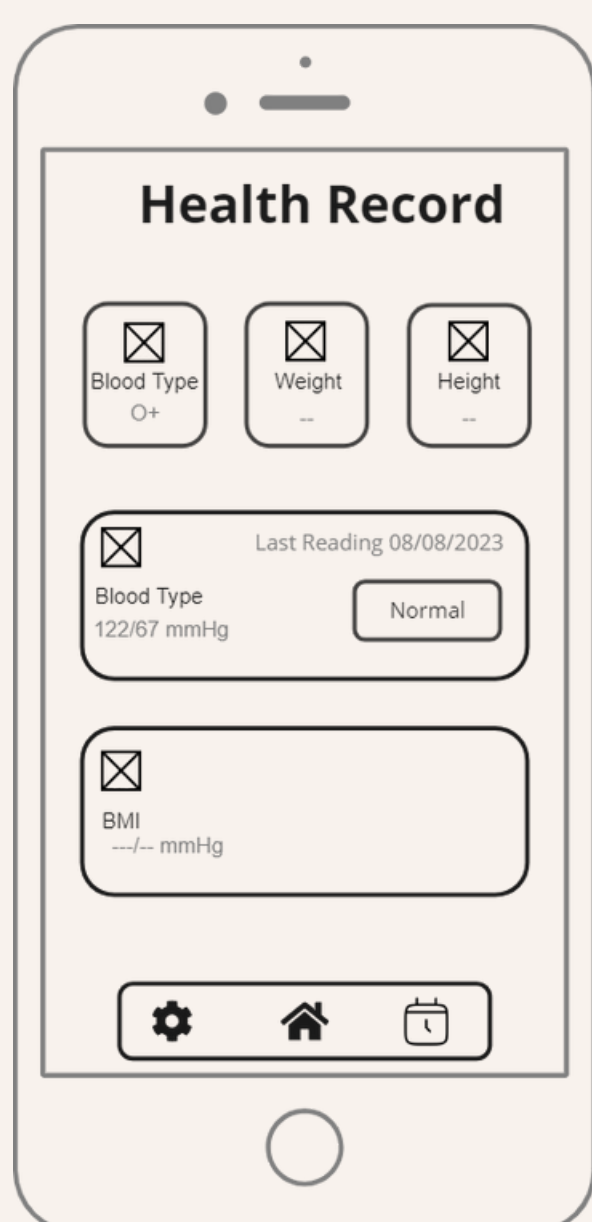 Health Record
Blood Type
O+
Weight
--
Height
--
Last Reading 08/08/2023
Blood Type
122/67 mmHg
Normal
BMI
---/-- mmHg